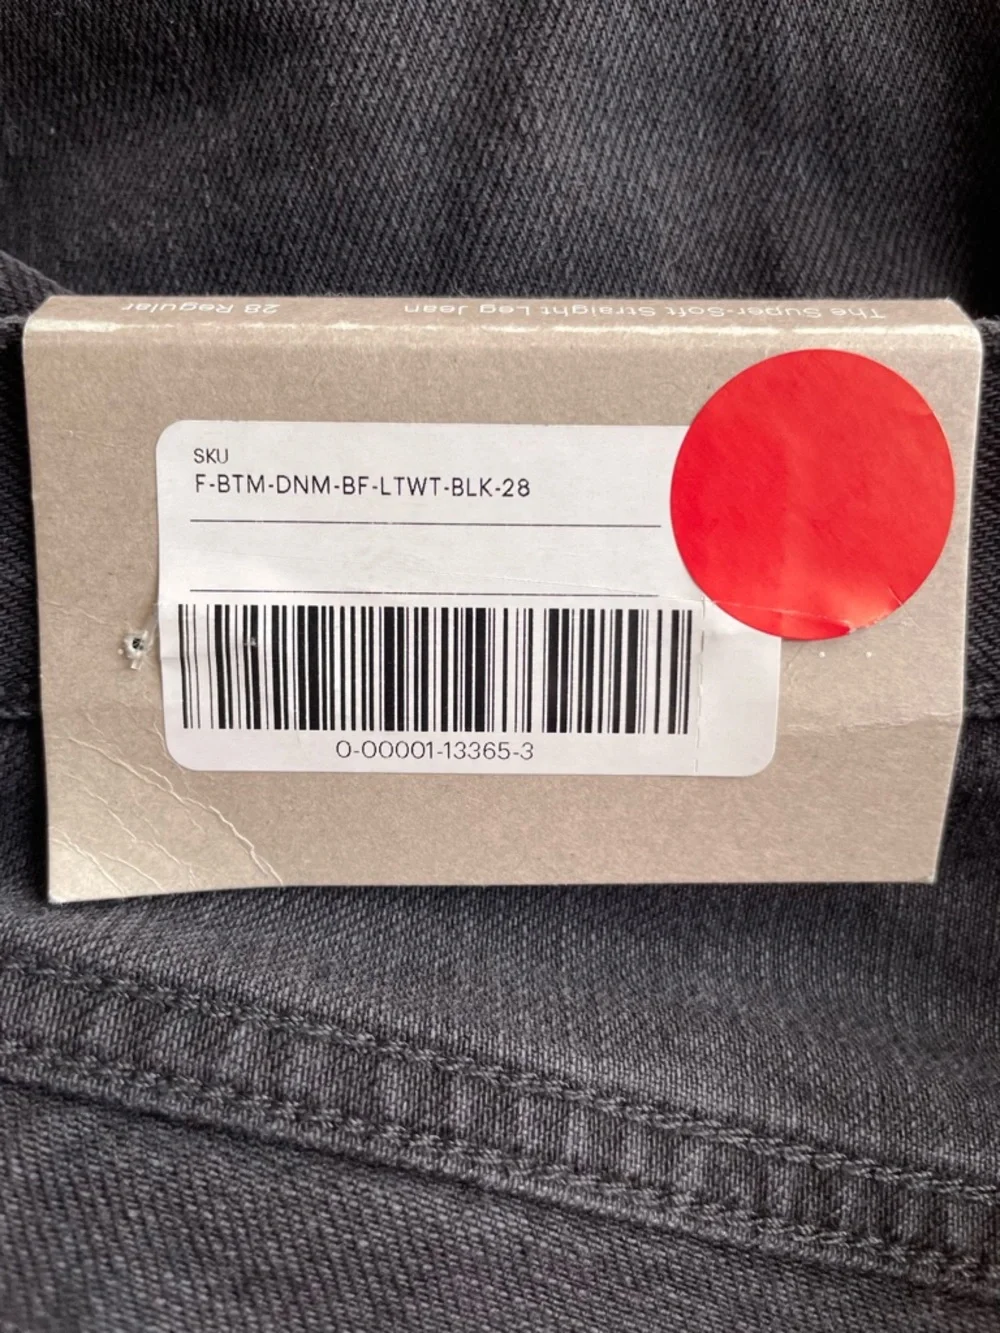 The Super-Soft Straight Leg Jean 28 Regular
SKU
F-BTM-DNM-BF-LTWT-BLK-28
0-00001-13365-3